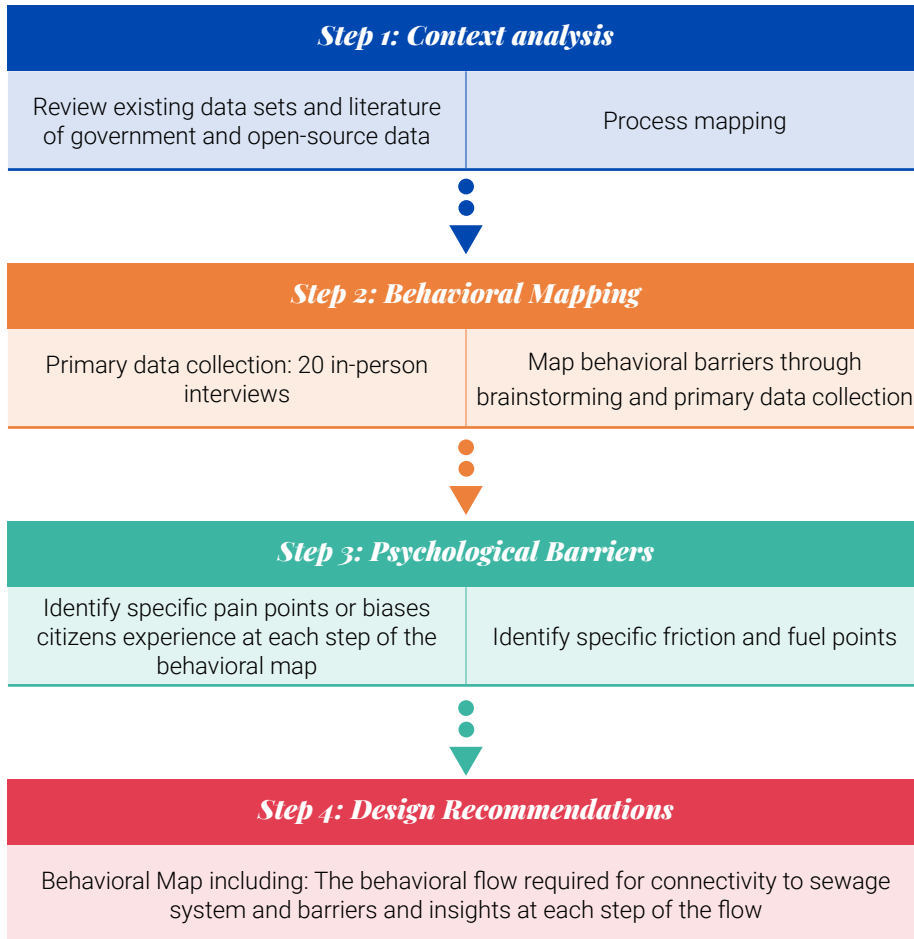 Step 1: Context analysis
Review existing data sets and literature
of government and open-source data
Process mapping
Step 2: Behavioral Mapping
Primary data collection: 20 in-person
interviews
Map behavioral barriers through
brainstorming and primary data collection
Step 3: Psychological Barriers
Identify specific pain points or biases
citizens experience at each step of the
behavioral map
Identify specific friction and fuel points
Step 4: Design Recommendations
Behavioral Map including: The behavioral flow required for connectivity to sewage
system and barriers and insights at each step of the flow